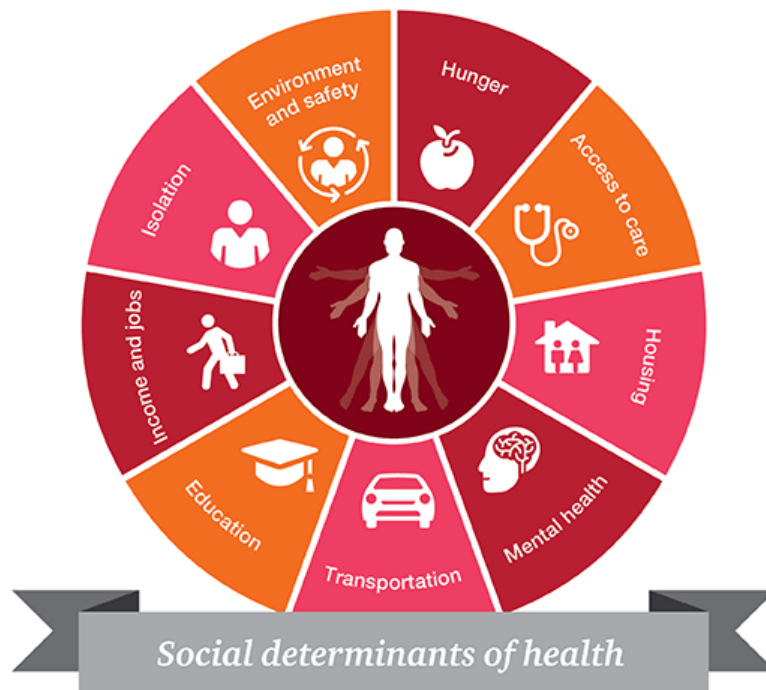 Environment
and safety
Hunger
Access to care
Housing
Mental health
Transportation
Education
Income and jobs
Isolation
Social determinants of health